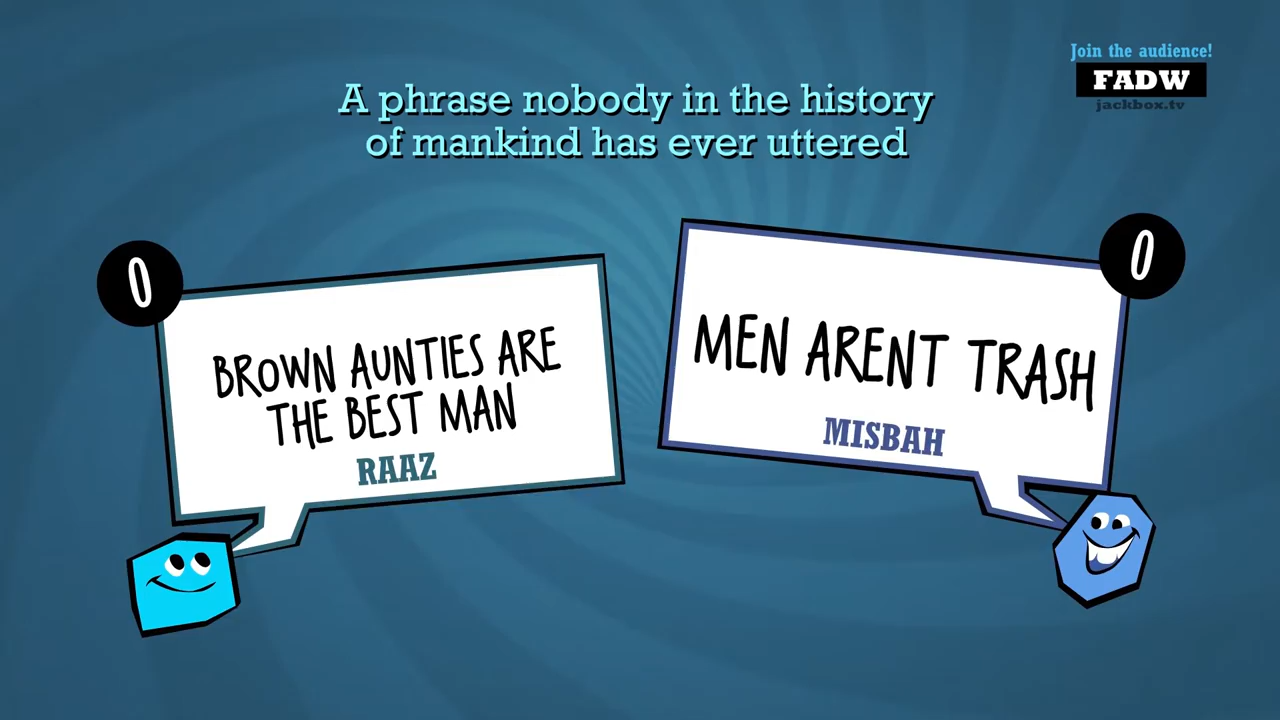 Join the audience!
FADW
jackbox.tv
A phrase nobody in the history
of mankind has ever uttered
0
BROWN AUNTIES ARE
THE BEST MAN
RAAZ
0
MEN ARENT TRASH
MISBAH